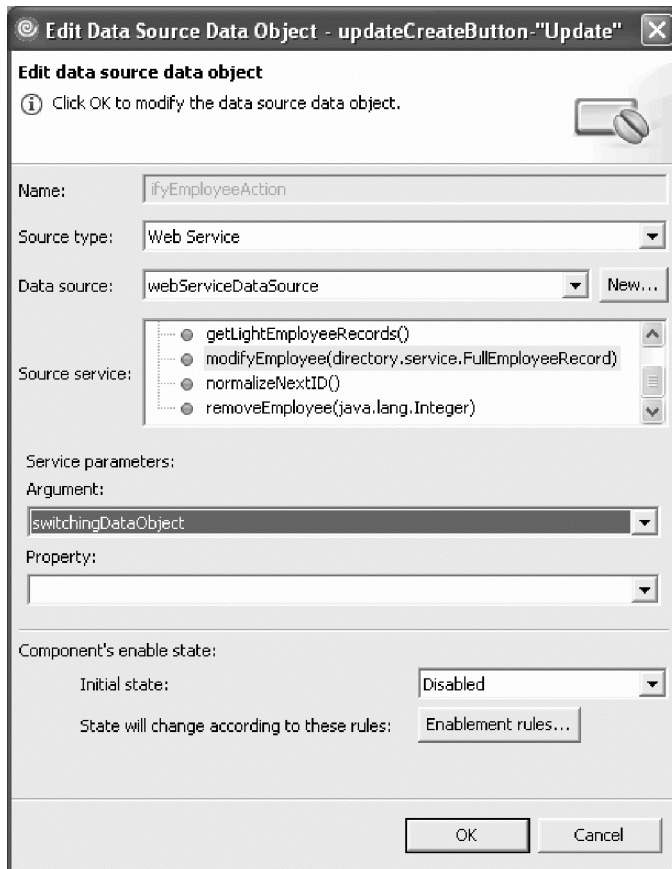 Edit Data Source Data Object - updateCreateButton-"Update"
Edit data source data object
Click OK to modify the data source data object.
Name: ifyEmployeeAction
Source type: Web Service
Data source: webServiceDataSource New...
Source service:
getLightEmployeeRecords()
modifyEmployee(directory.service.FullEmployeeRecord)
normalizeNextID()
removeEmployee(java.lang.Integer)
Service parameters:
Argument:
switchingDataObject
Property:
Component's enable state:
Initial state: Disabled
State will change according to these rules: Enablement rules...
OK Cancel